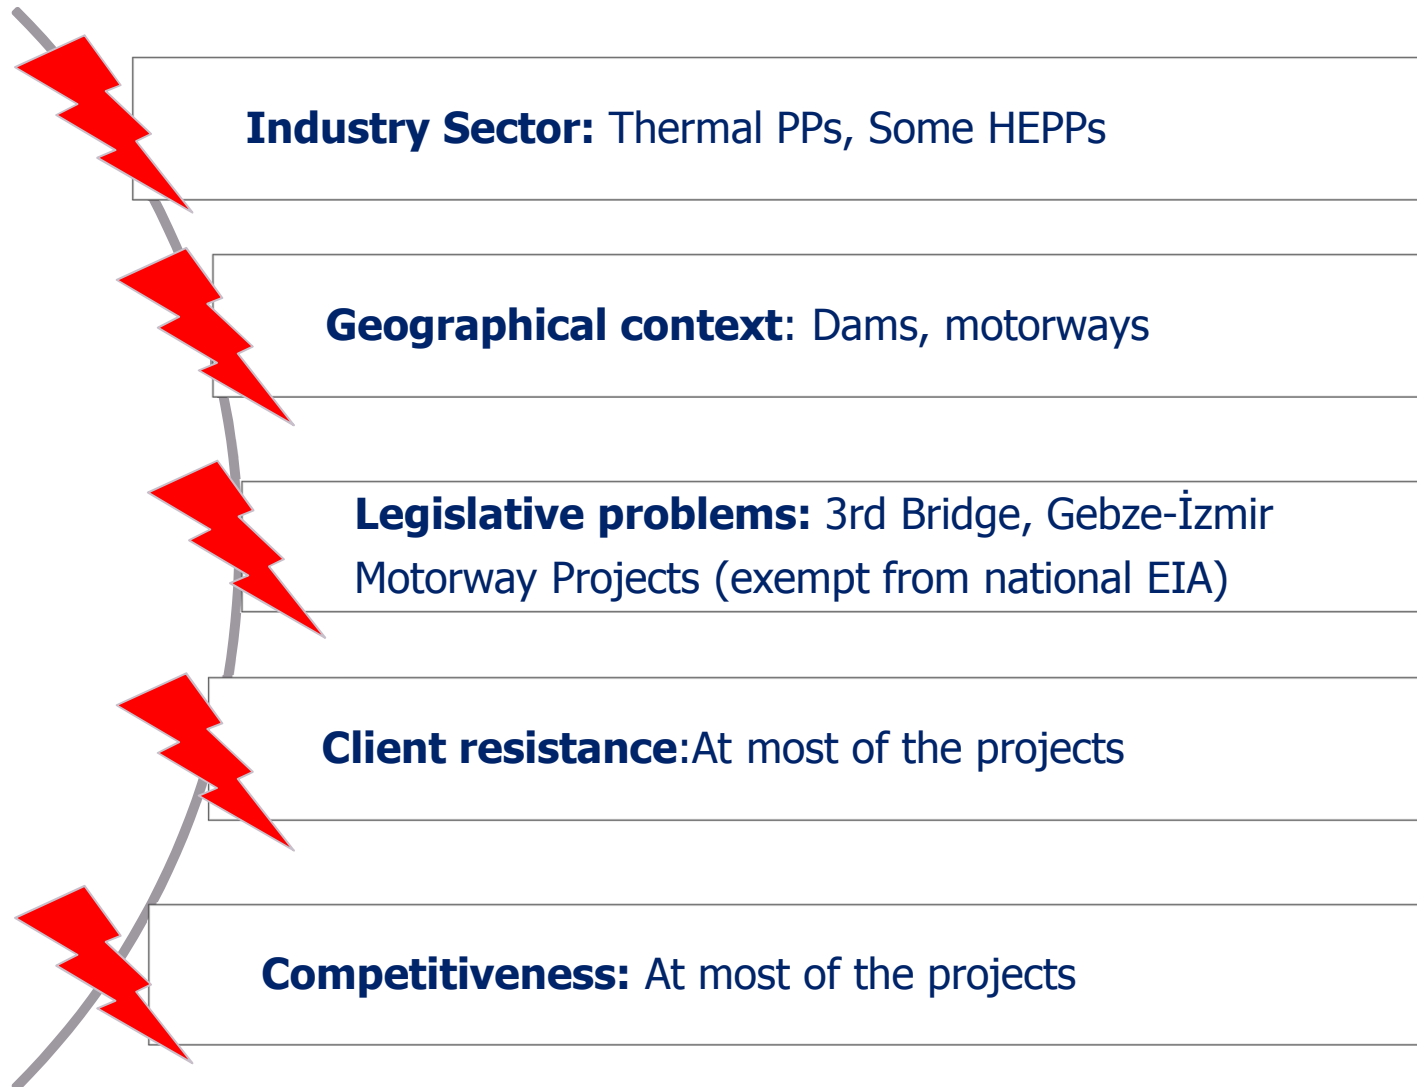 Industry Sector: Thermal PPs, Some HEPPs
Geographical context: Dams, motorways
Legislative problems: 3rd Bridge, Gebze-İzmir
Motorway Projects (exempt from national EIA)
Client resistance:At most of the projects
Competitiveness: At most of the projects